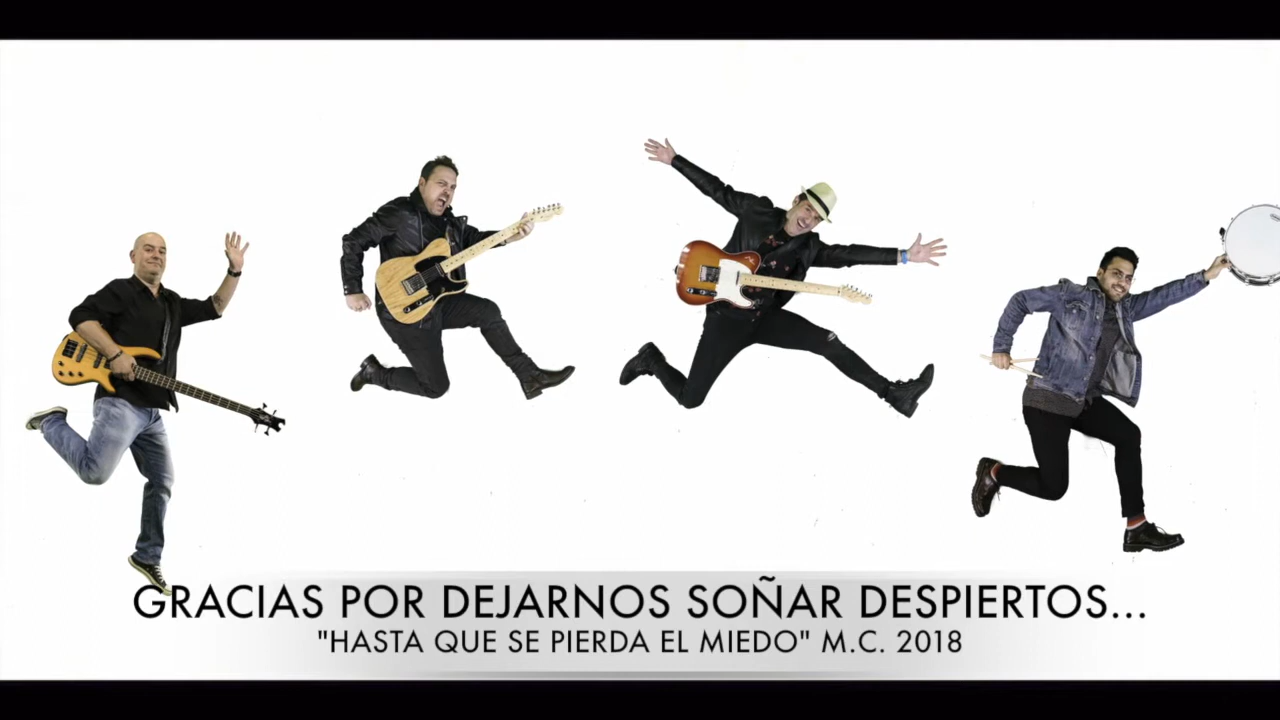 GRACIAS POR DEJARNOS SOÑAR DESPIERTOS...
"HASTA QUE SE PIERDA EL MIEDO" M.C. 2018